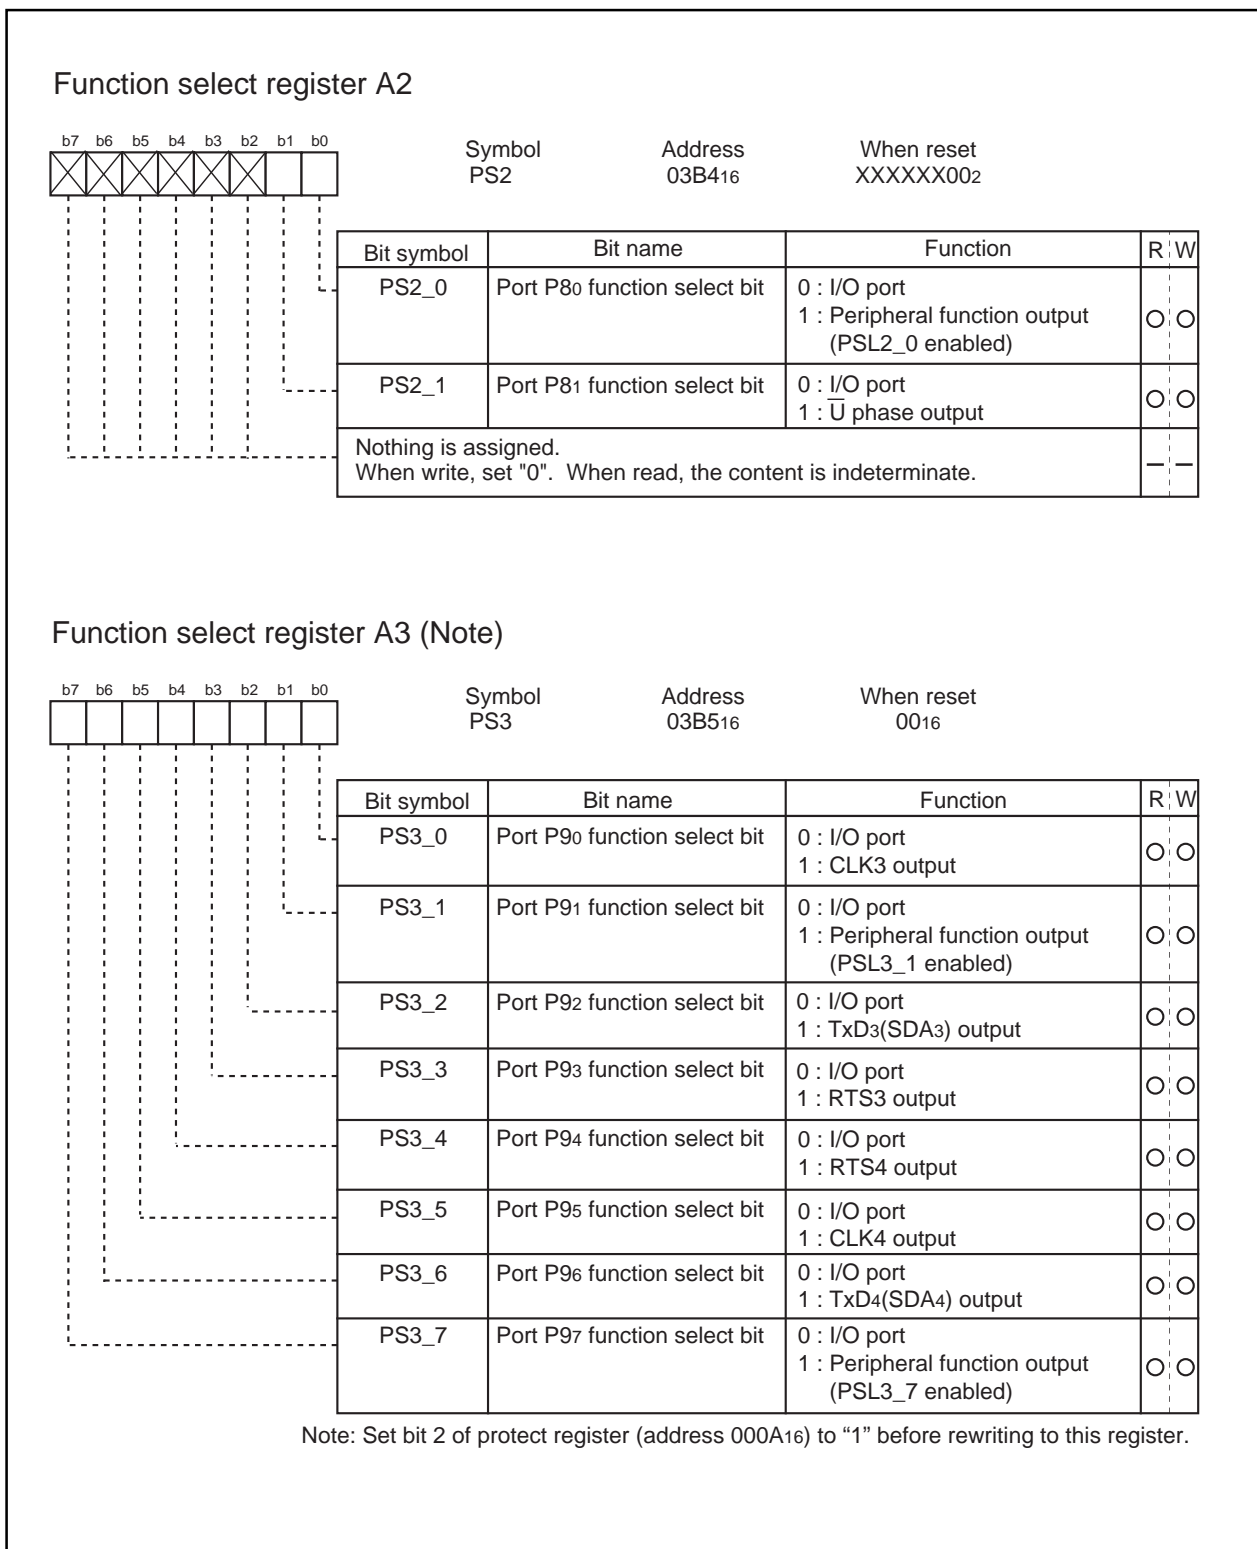 Function select register A2
b7 b6 b5 b4 b3 b2 b1 b0
Symbol Address When reset
PS2 03B416 XXXXXX002
Bit symbol Bit name Function R W
PS2_0 Port P80 function select bit 0 : I/O port
1 : Peripheral function output
(PSL2_0 enabled)
PS2_1 Port P81 function select bit 0 : I/O port
1 : U̅ phase output
Nothing is assigned.
When write, set "0". When read, the content is indeterminate.
Function select register A3 (Note)
b7 b6 b5 b4 b3 b2 b1 b0
Symbol Address When reset
PS3 03B516 0016
Bit symbol Bit name Function R W
PS3_0 Port P90 function select bit 0 : I/O port
1 : CLK3 output
PS3_1 Port P91 function select bit 0 : I/O port
1 : Peripheral function output
(PSL3_1 enabled)
PS3_2 Port P92 function select bit 0 : I/O port
1 : TxD3(SDA3) output
PS3_3 Port P93 function select bit 0 : I/O port
1 : RTS3 output
PS3_4 Port P94 function select bit 0 : I/O port
1 : RTS4 output
PS3_5 Port P95 function select bit 0 : I/O port
1 : CLK4 output
PS3_6 Port P96 function select bit 0 : I/O port
1 : TxD4(SDA4) output
PS3_7 Port P97 function select bit 0 : I/O port
1 : Peripheral function output
(PSL3_7 enabled)
Note: Set bit 2 of protect register (address 000A16) to “1” before rewriting to this register.